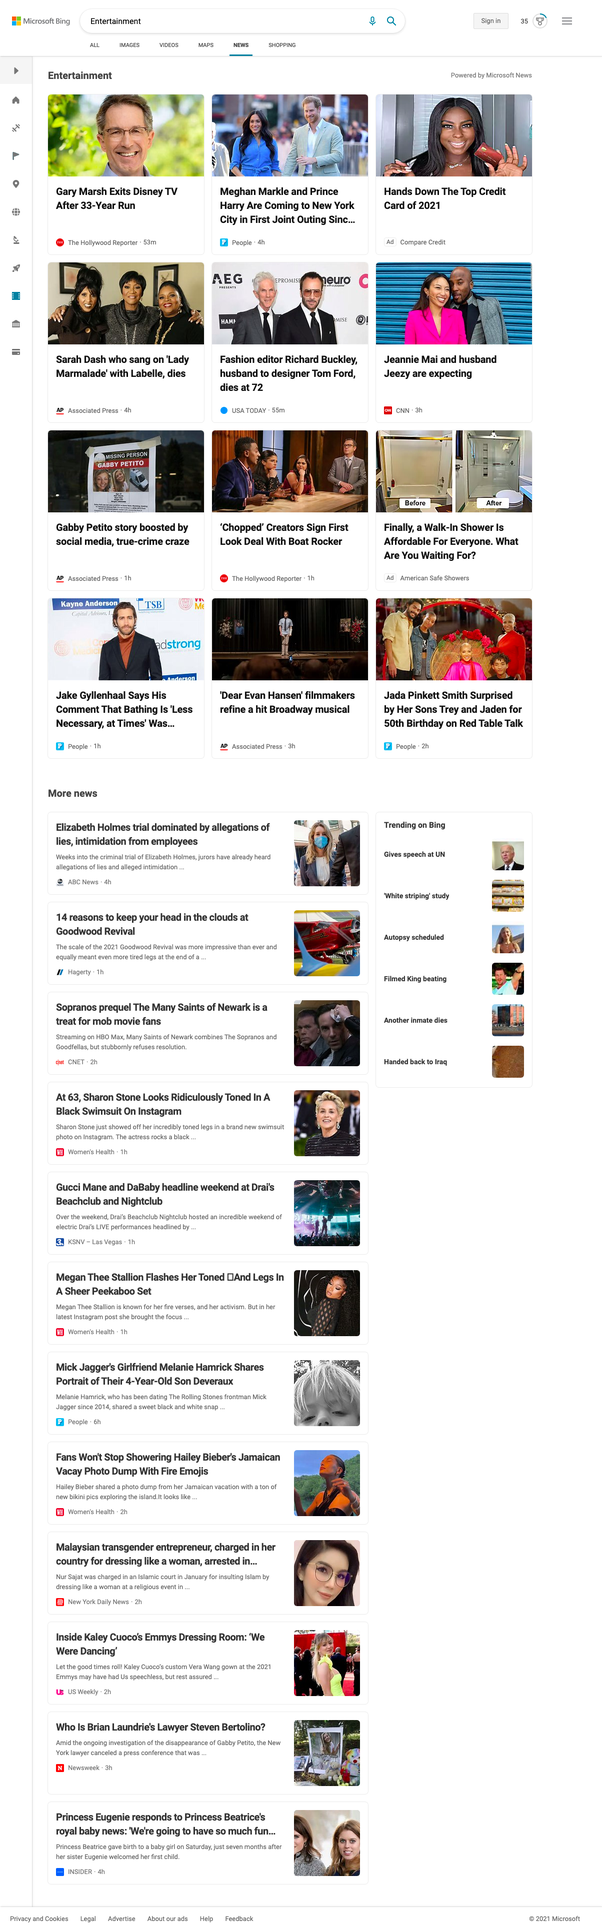 Microsoft Bing
Entertainment
Sign in
35
ALL IMAGES VIDEOS MAPS NEWS SHOPPING
Entertainment
Powered by Microsoft News
Gary Marsh Exits Disney TV
After 33-Year Run
The Hollywood Reporter · 53m
Meghan Markle and Prince
Harry Are Coming to New York
City in First Joint Outing Sinc...
People · 4h
Hands Down The Top Credit
Card of 2021
Ad Compare Credit
AEG
PRESENTS
neuro
Sarah Dash who sang on 'Lady
Marmalade' with Labelle, dies
AP Associated Press · 4h
Fashion editor Richard Buckley,
husband to designer Tom Ford,
dies at 72
USA TODAY · 55m
Jeannie Mai and husband
Jeezy are expecting
CNN · 3h
MISSING PERSON
GABBY PETITO
Before
After
Gabby Petito story boosted by
social media, true-crime craze
AP Associated Press · 1h
'Chopped' Creators Sign First
Look Deal With Boat Rocker
The Hollywood Reporter · 1h
Finally, a Walk-In Shower Is
Affordable For Everyone. What
Are You Waiting For?
Ad American Safe Showers
Kayne Anderson
TSB
adstrong
Jake Gyllenhaal Says His
Comment That Bathing Is 'Less
Necessary, at Times' Was...
People · 1h
'Dear Evan Hansen' filmmakers
refine a hit Broadway musical
AP Associated Press · 3h
Jada Pinkett Smith Surprised
by Her Sons Trey and Jaden for
50th Birthday on Red Table Talk
People · 2h
More news
Elizabeth Holmes trial dominated by allegations of
lies, intimidation from employees
Weeks into the criminal trial of Elizabeth Holmes, jurors have already heard
allegations of lies and alleged intimidation ...
ABC News · 4h
14 reasons to keep your head in the clouds at
Goodwood Revival
The scale of the 2021 Goodwood Revival was more impressive than ever and
equally meant even more tired legs at the end of a ...
Hagerty · 1h
Sopranos prequel The Many Saints of Newark is a
treat for mob movie fans
Streaming on HBO Max, Many Saints of Newark combines The Sopranos and
Goodfellas, but stubbornly refuses resolution.
CNET · 2h
At 63, Sharon Stone Looks Ridiculously Toned In A
Black Swimsuit On Instagram
Sharon Stone just showed off her incredibly toned legs in a brand new swimsuit
photo on Instagram. The actress rocks a black ...
Women's Health · 1h
Gucci Mane and DaBaby headline weekend at Drai's
Beachclub and Nightclub
Over the weekend, Drai's Beachclub Nightclub hosted an incredible weekend of
electric Drai's LIVE performances headlined by ...
KSNV – Las Vegas · 1h
Megan Thee Stallion Flashes Her Toned □And Legs In
A Sheer Peekaboo Set
Megan Thee Stallion is known for her fire verses, and her activism. But in her
latest Instagram post she brought the focus ...
Women's Health · 1h
Mick Jagger's Girlfriend Melanie Hamrick Shares
Portrait of Their 4-Year-Old Son Deveraux
Melanie Hamrick, who has been dating The Rolling Stones frontman Mick
Jagger since 2014, shared a sweet black and white snap ...
People · 6h
Fans Won't Stop Showering Hailey Bieber's Jamaican
Vacay Photo Dump With Fire Emojis
Hailey Bieber shared a photo dump from her Jamaican vacation with a ton of
new bikini pics exploring the island.It looks like ...
Women's Health · 2h
Malaysian transgender entrepreneur, charged in her
country for dressing like a woman, arrested in...
Nur Sajat was charged in an Islamic court in January for insulting Islam by
dressing like a woman at a religious event in ...
New York Daily News · 2h
Inside Kaley Cuoco's Emmys Dressing Room: 'We
Were Dancing'
Let the good times roll! Kaley Cuoco's custom Vera Wang gown at the 2021
Emmys may have had Us speechless, but rest assured ...
US Weekly · 2h
Who Is Brian Laundrie's Lawyer Steven Bertolino?
Amid the ongoing investigation of the disappearance of Gabby Petito, the New
York lawyer canceled a press conference that was ...
Newsweek · 3h
Princess Eugenie responds to Princess Beatrice's
royal baby news: 'We're going to have so much fun...
Princess Beatrice gave birth to a baby girl on Saturday, just seven months after
her sister Eugenie welcomed her first child.
INSIDER · 4h
Trending on Bing
Gives speech at UN
'White striping' study
Autopsy scheduled
Filmed King beating
Another inmate dies
Handed back to Iraq
Privacy and Cookies Legal Advertise About our ads Help Feedback
© 2021 Microsoft